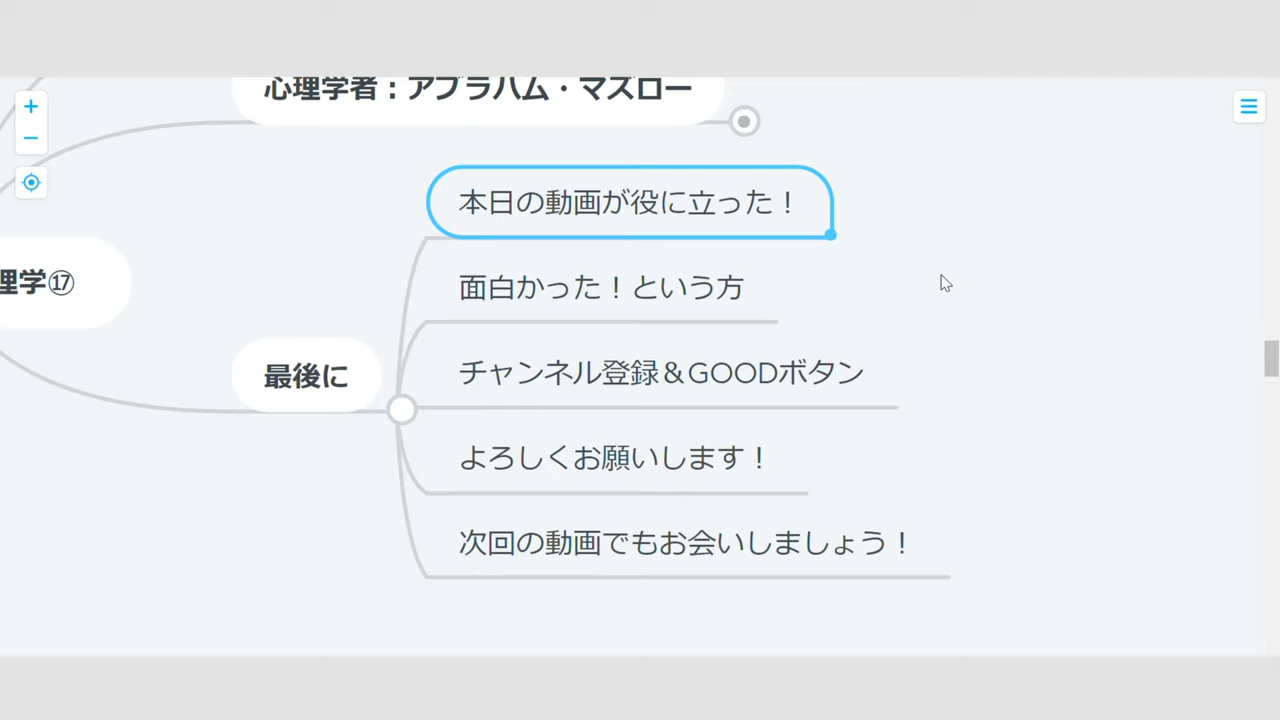 心理学者：アブラハム・マズロー
本日の動画が役に立った！
理学⑰
面白かった！という方
最後に
チャンネル登録＆GOODボタン
よろしくお願いします！
次回の動画でもお会いしましょう！